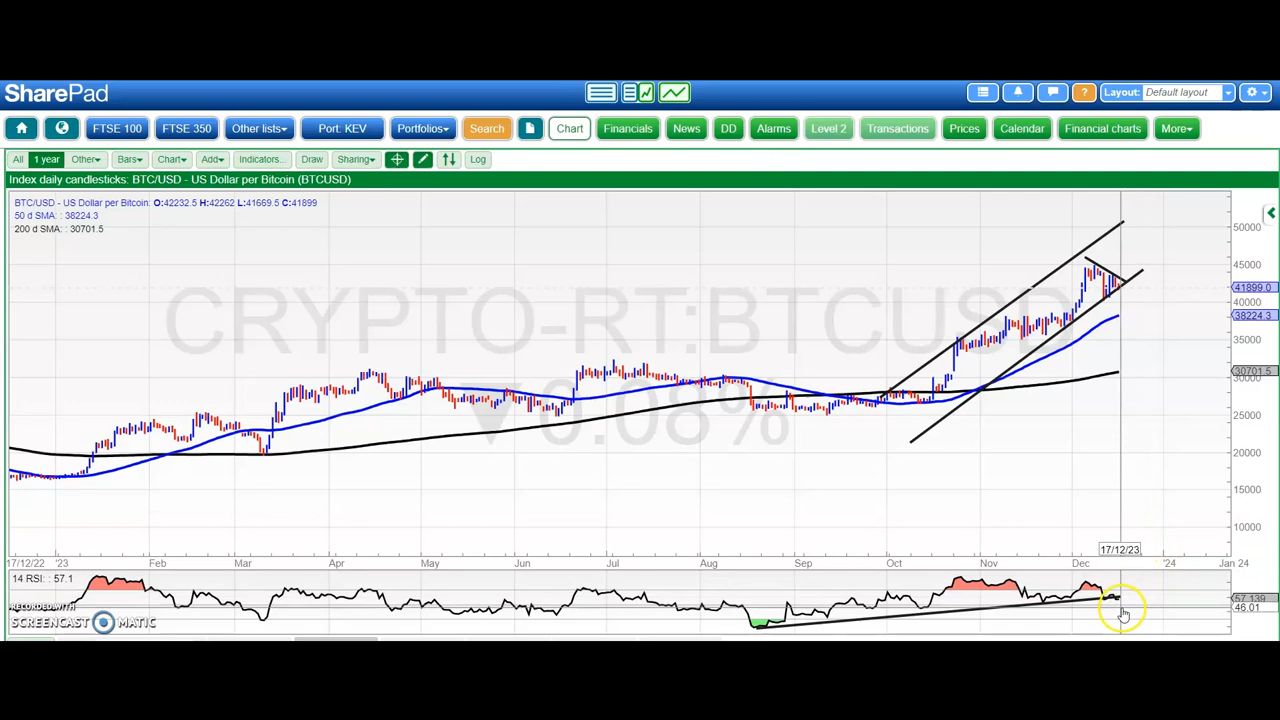 SharePad
Layout: Default layout
FTSE 100 FTSE 350 Other lists Port: KEV Portfolios Search Chart Financials News DD Alarms Level 2 Transactions Prices Calendar Financial charts More
All 1 year Other Bars Chart Add Indicators... Draw Sharing Log
Index daily candlesticks: BTC/USD - US Dollar per Bitcoin (BTCUSD)
BTC/USD - US Dollar per Bitcoin: O:42232.5 H:42262 L:41669.5 C:41899
50 d SMA: : 38224.3
200 d SMA: : 30701.5
CRYPTO-RT:BTCUSD
▼0.08%
50000
45000
41899.0
40000
38224.3
35000
30701.5
30000
25000
20000
15000
10000
17/12/23
17/12/22 '23 Feb Mar Apr May Jun Jul Aug Sep Oct Nov Dec '24 Jan 24
14 RSI: : 57.1
57.139
46.01
RECORDED WITH
SCREENCAST MATIC